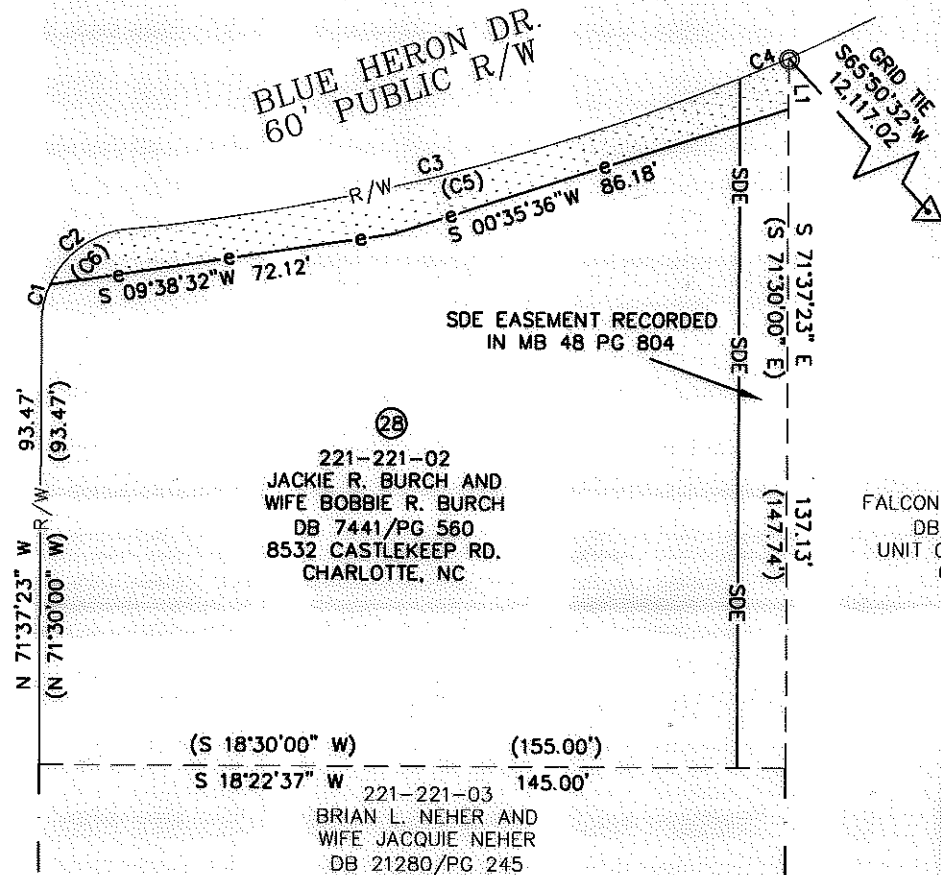 BLUE HERON DR.
60' PUBLIC R/W
C4
GRID TIE
S65°50'32"W
12,117.02
L1
C3
R/W
(C5)
e
86.18'
S 00°35'36"W
e
e
e
e
C2
(C6)
S 09°38'32"W 72.12'
C1
SDE
SDE
SDE
S 71°37'23" E
(S 71°30'00" E)
SDE EASEMENT RECORDED
IN MB 48 PG 804
93.47'
(93.47')
R/W
N 71°37'23" W
(N 71°30'00" W)
28
221-221-02
JACKIE R. BURCH AND
WIFE BOBBIE R. BURCH
DB 7441/PG 560
8532 CASTLEKEEP RD.
CHARLOTTE, NC
137.13'
(147.74')
FALCON
DB
UNIT
(S 18°30'00" W) (155.00')
S 18°22'37" W 145.00'
221-221-03
BRIAN L. NEHER AND
WIFE JACQUIE NEHER
DB 21280/PG 245